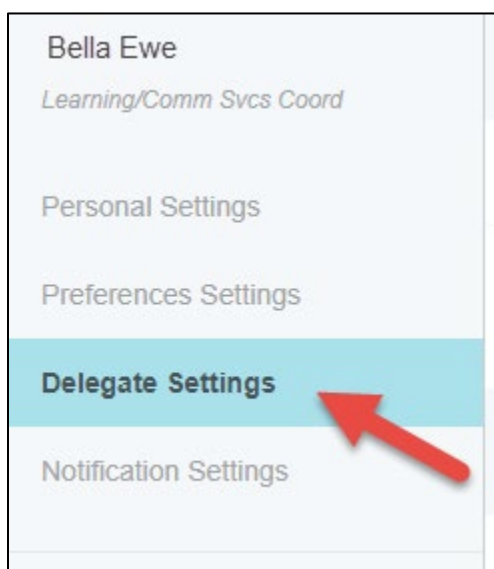 Bella Ewe
Learning/Comm Svcs Coord
Personal Settings
Preferences Settings
Delegate Settings
Notification Settings